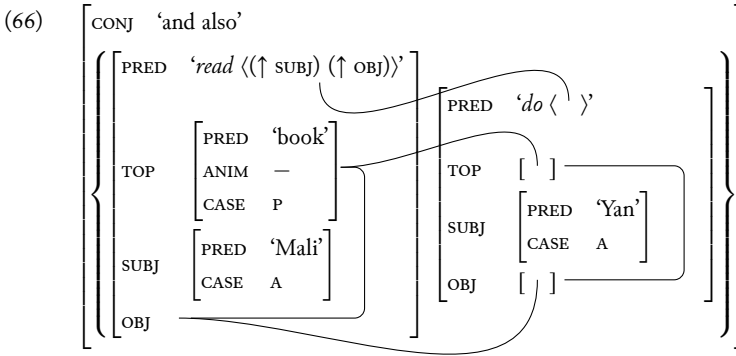 (66)
CONJ ‘and also’
PRED ‘read ⟨(↑ SUBJ) (↑ OBJ)⟩’
TOP
PRED ‘book’
ANIM –
CASE P
SUBJ
PRED ‘Mali’
CASE A
OBJ
PRED ‘do ⟨ ⟩’
TOP [ ]
SUBJ
PRED ‘Yan’
CASE A
OBJ [ ]